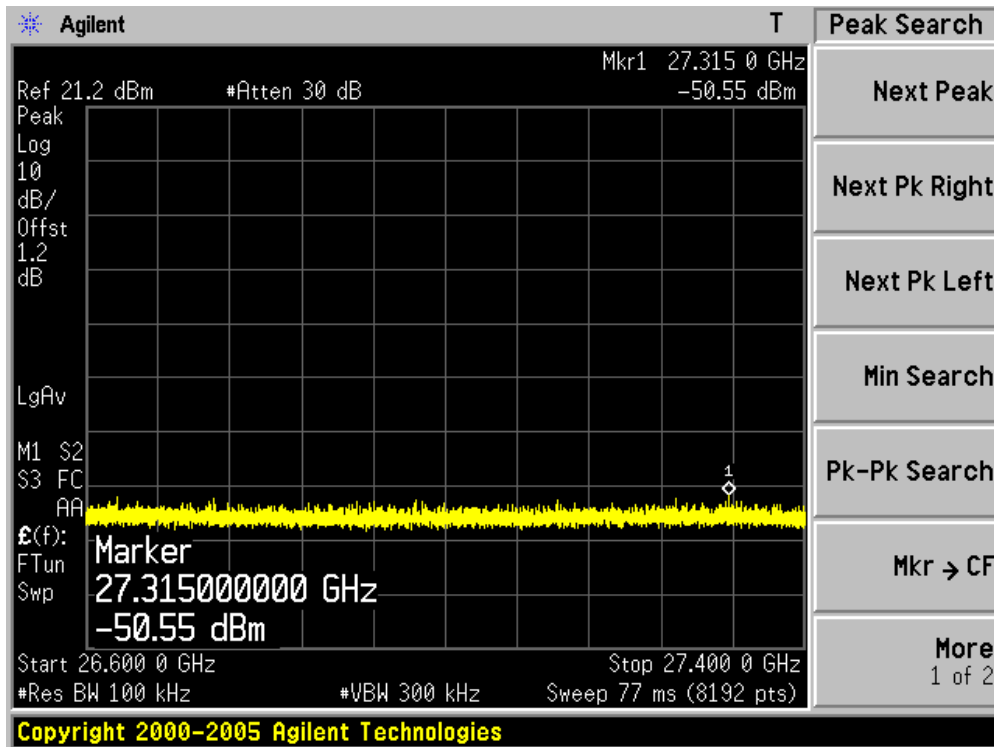 Agilent T
Peak Search
Mkr1 27.315 0 GHz
Ref 21.2 dBm #Atten 30 dB -50.55 dBm
Peak
Log
10
dB/
Offst
1.2
dB
LgAv
M1 S2
S3 FC
AA
£(f):
FTun
Swp
1
Marker
27.315000000 GHz
-50.55 dBm
Start 26.600 0 GHz Stop 27.400 0 GHz
#Res BW 100 kHz #VBW 300 kHz Sweep 77 ms (8192 pts)
Copyright 2000-2005 Agilent Technologies
Next Peak
Next Pk Right
Next Pk Left
Min Search
Pk-Pk Search
Mkr → CF
More
1 of 2